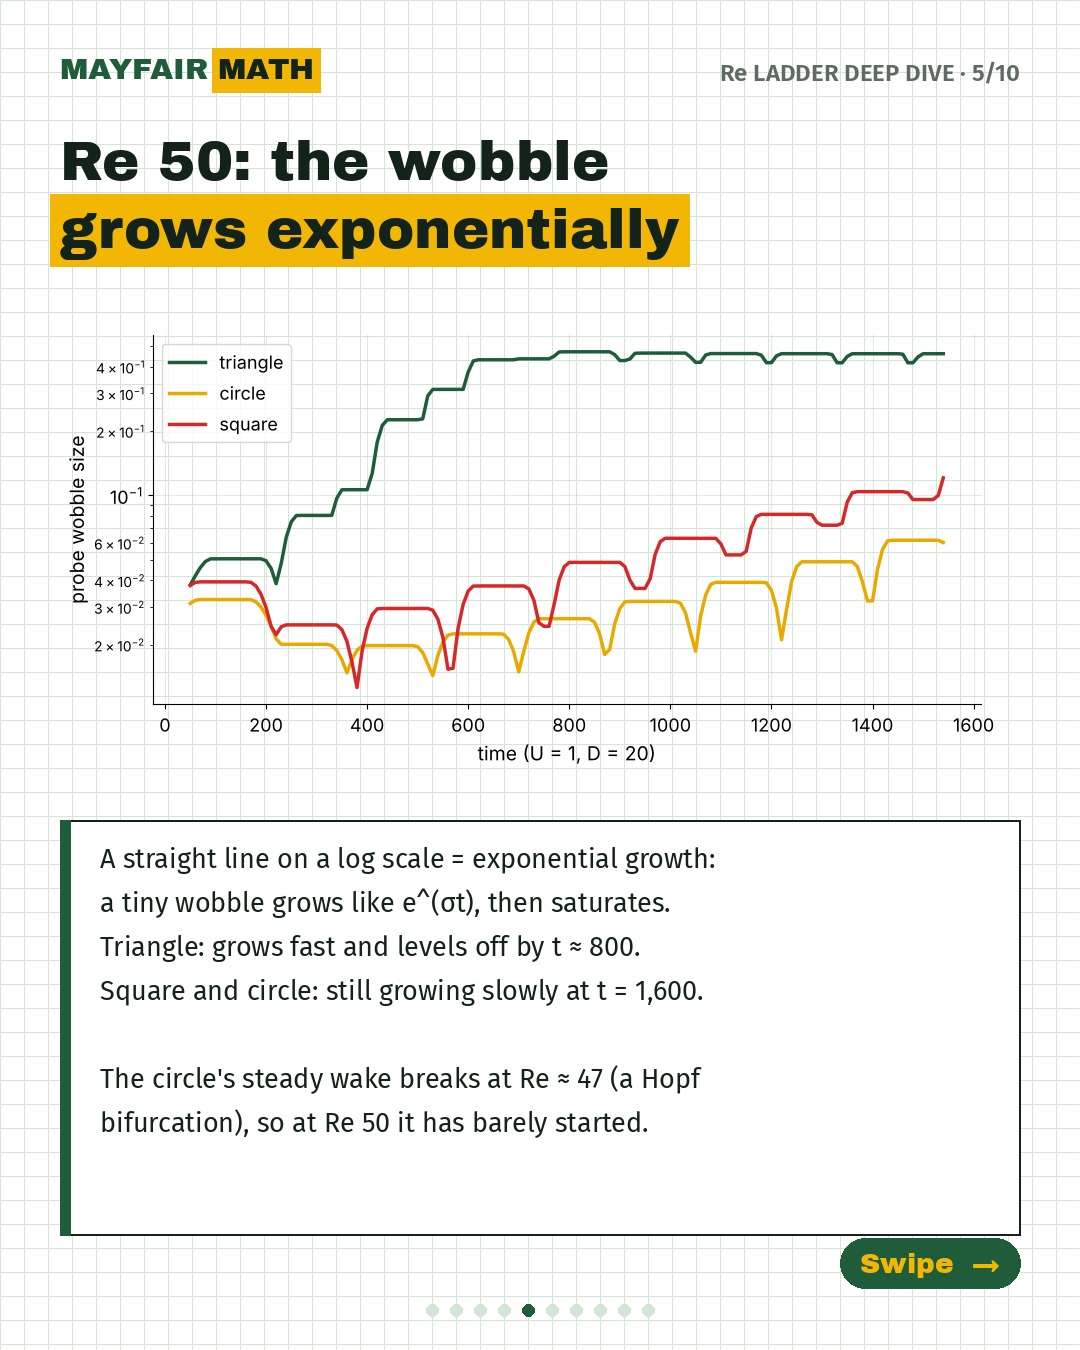 MAYFAIR MATH
Re LADDER DEEP DIVE · 5/10
Re 50: the wobble
grows exponentially
triangle
circle
square
probe wobble size
4 × 10⁻¹
3 × 10⁻¹
2 × 10⁻¹
10⁻¹
6 × 10⁻²
4 × 10⁻²
3 × 10⁻²
2 × 10⁻²
0 200 400 600 800 1000 1200 1400 1600
time (U = 1, D = 20)
A straight line on a log scale = exponential growth:
a tiny wobble grows like e^(σt), then saturates.
Triangle: grows fast and levels off by t ≈ 800.
Square and circle: still growing slowly at t = 1,600.
The circle's steady wake breaks at Re ≈ 47 (a Hopf
bifurcation), so at Re 50 it has barely started.
Swipe →